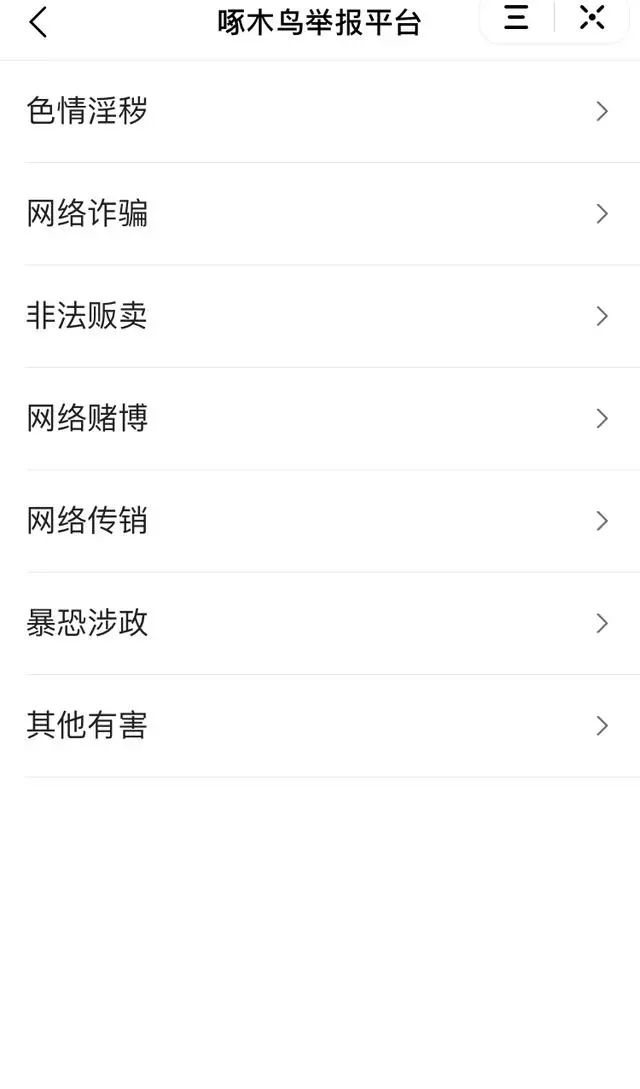 啄木鸟举报平台
色情淫秽
网络诈骗
非法贩卖
网络赌博
网络传销
暴恐涉政
其他有害